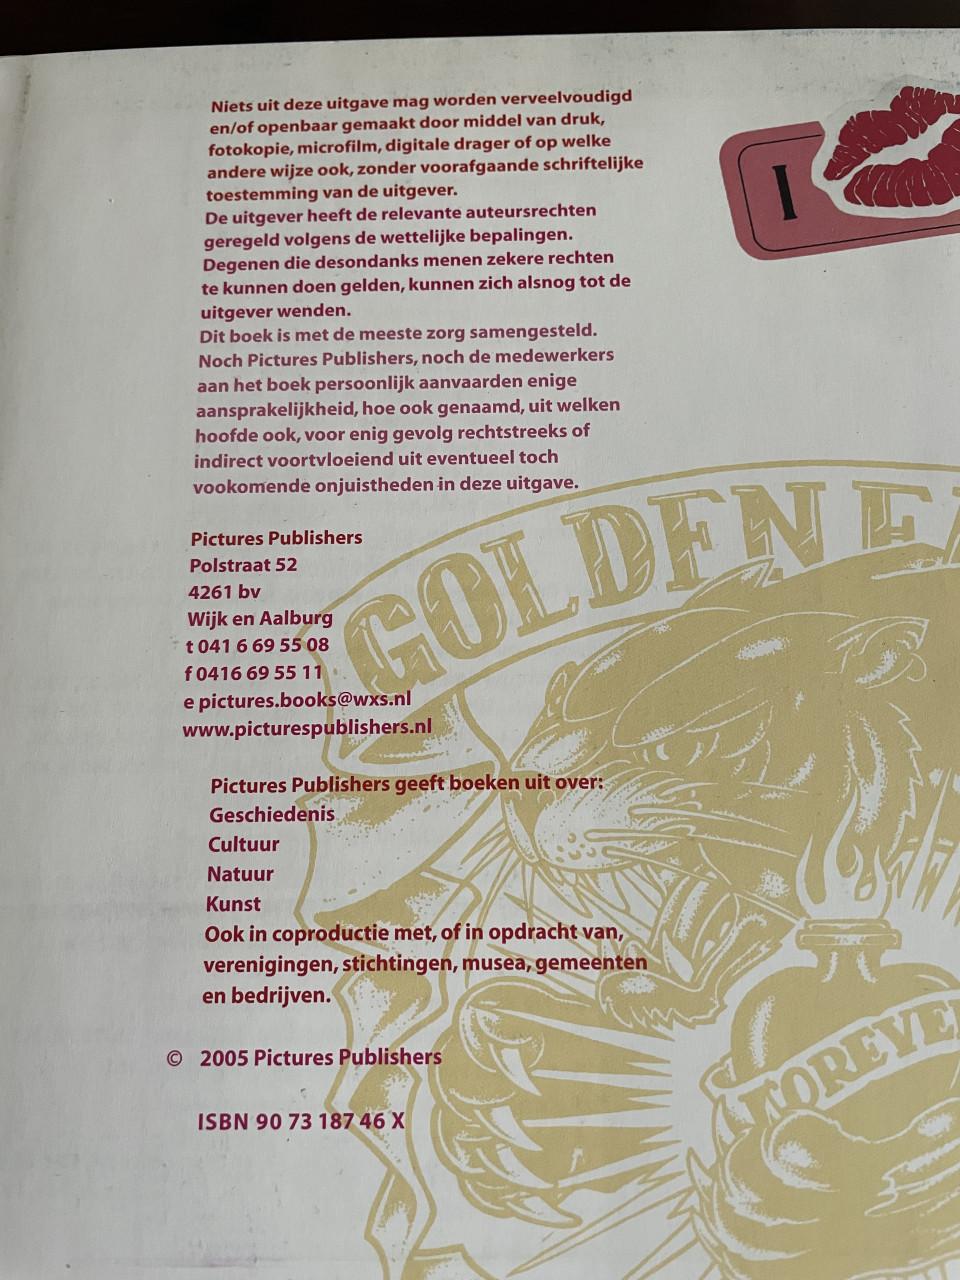 Niets uit deze uitgave mag worden verveelvoudigd
en/of openbaar gemaakt door middel van druk,
fotokopie, microfilm, digitale drager of op welke
andere wijze ook, zonder voorafgaande schriftelijke
toestemming van de uitgever.
De uitgever heeft de relevante auteursrechten
geregeld volgens de wettelijke bepalingen.
Degenen die desondanks menen zekere rechten
te kunnen doen gelden, kunnen zich alsnog tot de
uitgever wenden.
Dit boek is met de meeste zorg samengesteld.
Noch Pictures Publishers, noch de medewerkers
aan het boek persoonlijk aanvaarden enige
aansprakelijkheid, hoe ook genaamd, uit welken
hoofde ook, voor enig gevolg rechtstreeks of
indirect voortvloeiend uit eventueel toch
vookomende onjuistheden in deze uitgave.
Pictures Publishers
Polstraat 52
4261 bv
Wijk en Aalburg
t 041 6 69 55 08
f 0416 69 55 11
e pictures.books@wxs.nl
www.picturespublishers.nl
Pictures Publishers geeft boeken uit over:
Geschiedenis
Cultuur
Natuur
Kunst
Ook in coproductie met, of in opdracht van,
verenigingen, stichtingen, musea, gemeenten
en bedrijven.
© 2005 Pictures Publishers
ISBN 90 73 187 46 X
I
GOLDEN
FOREVE